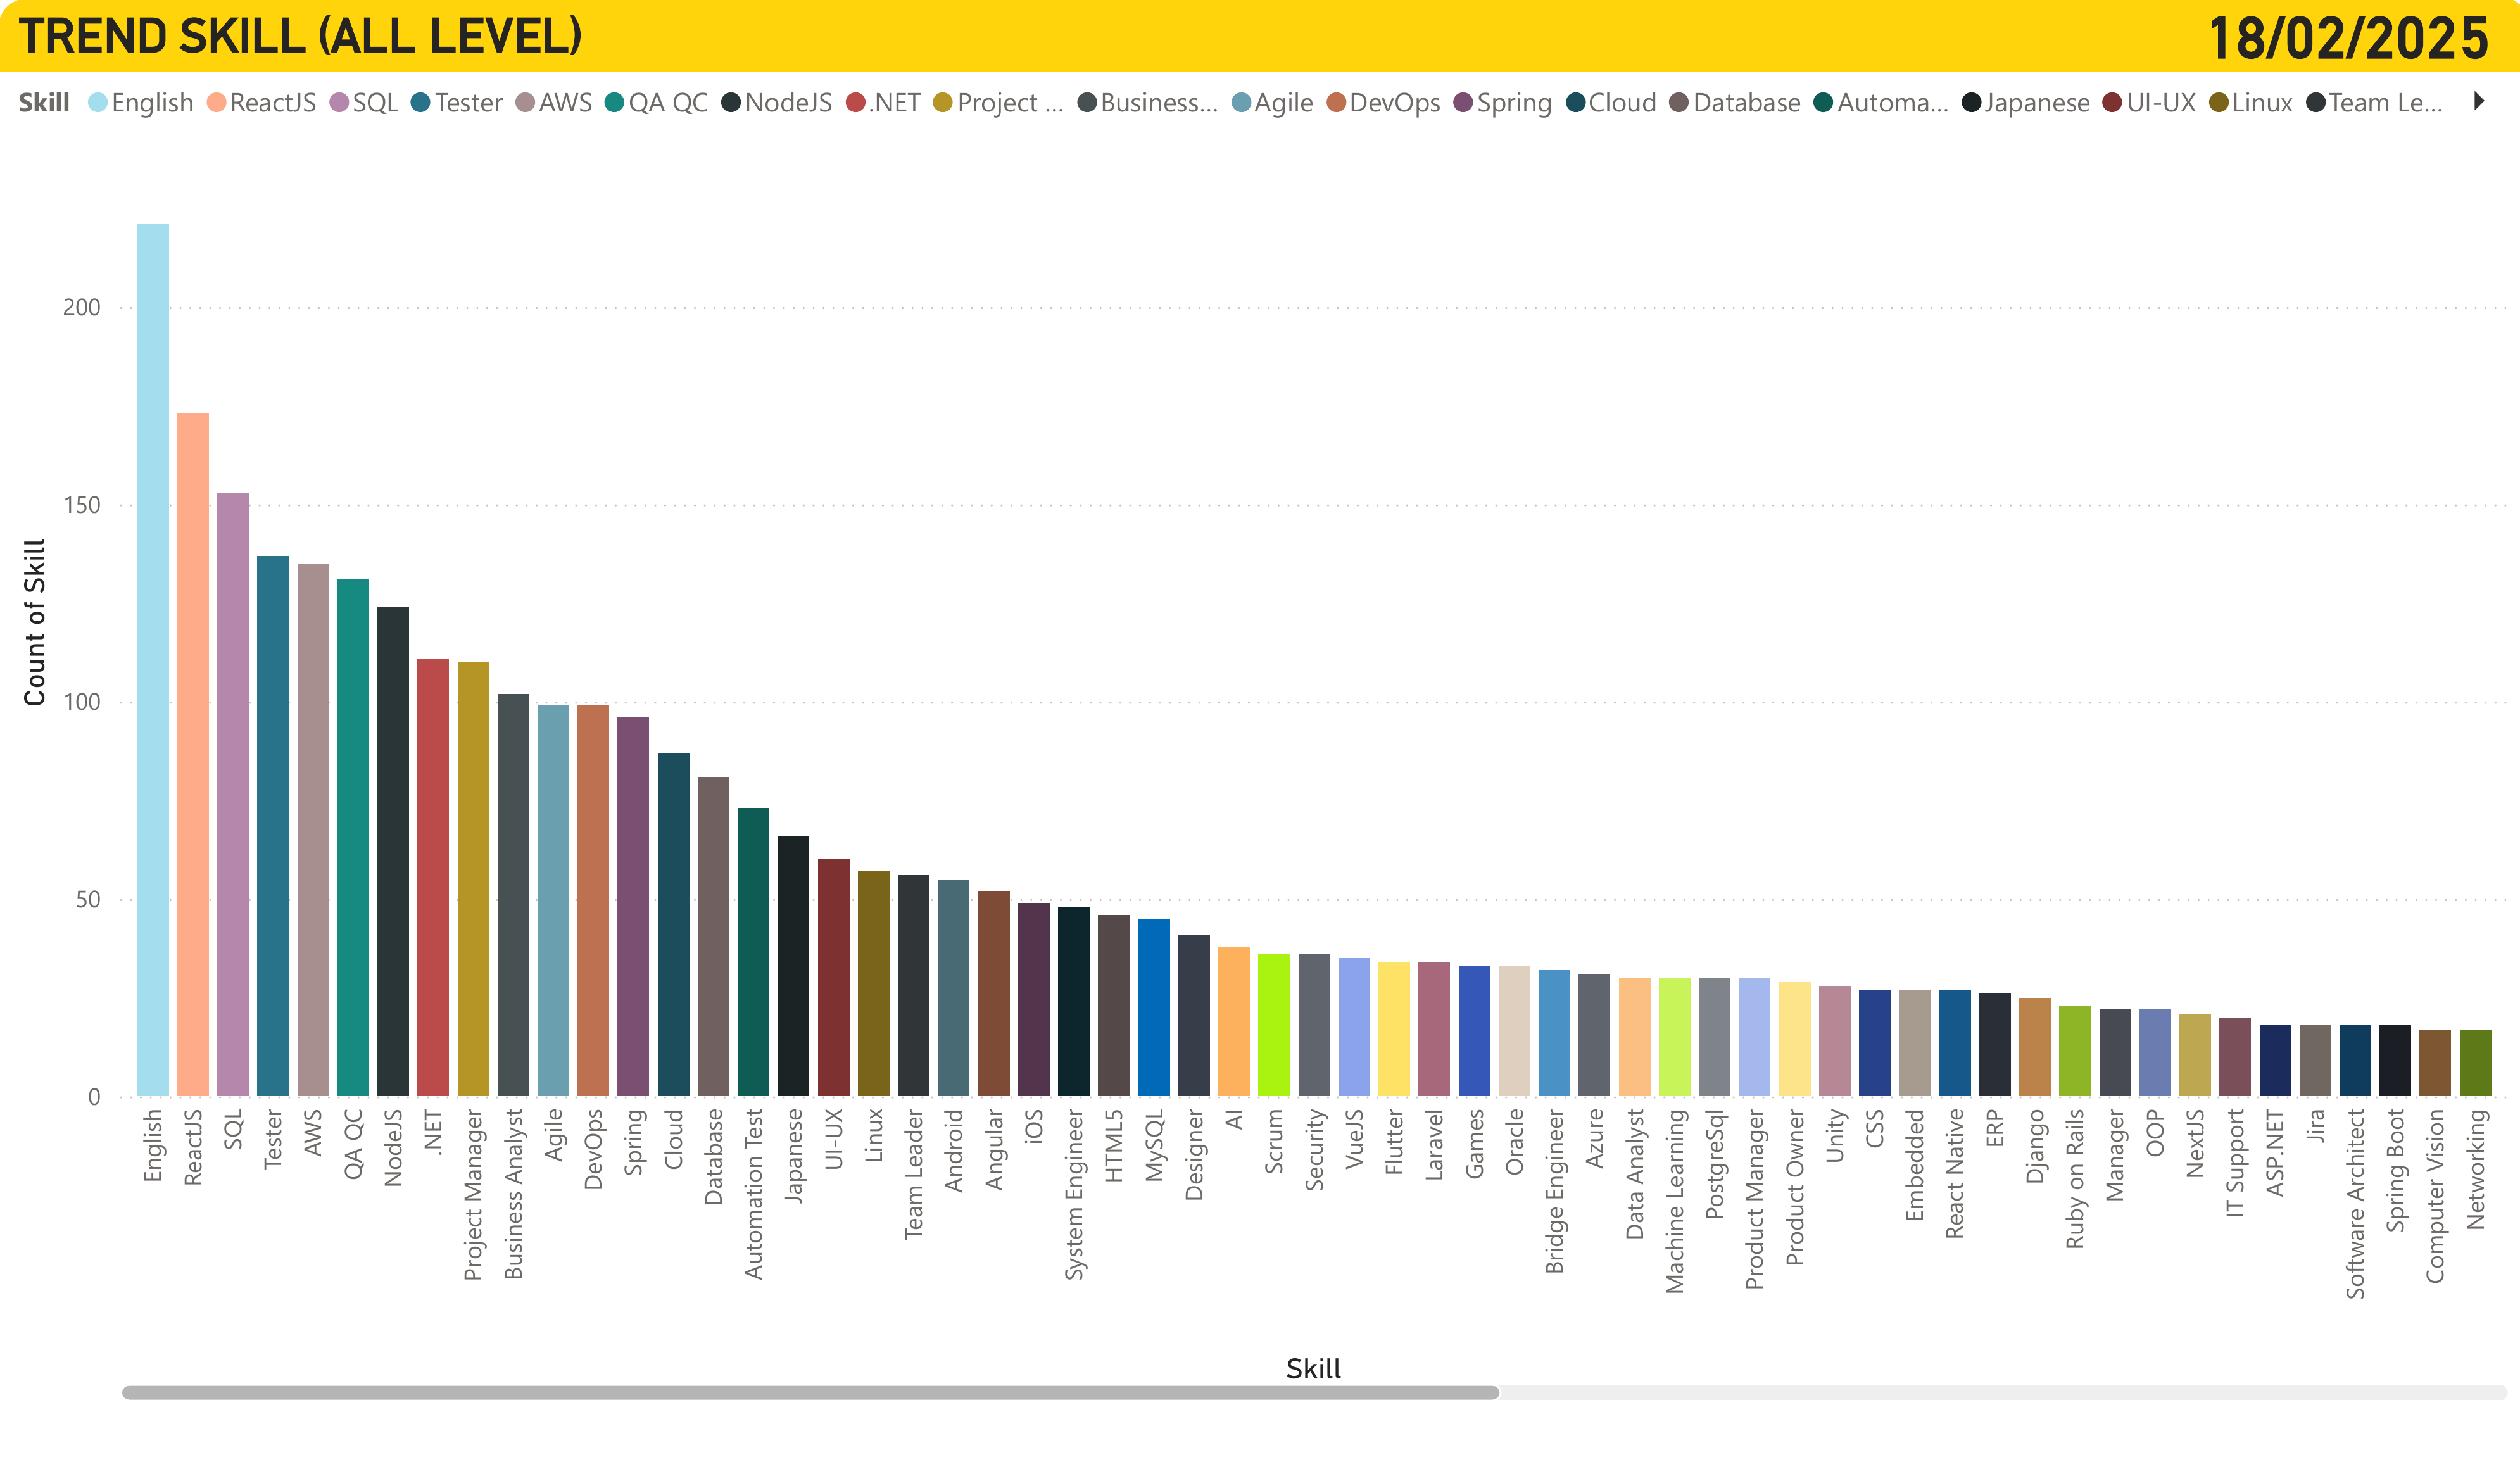 TREND SKILL (ALL LEVEL)
18/02/2025
Skill English ReactJS SQL Tester AWS QA QC NodeJS .NET Project ... Business... Agile DevOps Spring Cloud Database Automa... Japanese UI-UX Linux Team Le...
Count of Skill
200
150
100
50
0
English
ReactJS
SQL
Tester
AWS
QA QC
NodeJS
.NET
Project Manager
Business Analyst
Agile
DevOps
Spring
Cloud
Database
Automation Test
Japanese
UI-UX
Linux
Team Leader
Android
Angular
iOS
System Engineer
HTML5
MySQL
Designer
AI
Scrum
Security
VueJS
Flutter
Laravel
Games
Oracle
Bridge Engineer
Azure
Data Analyst
Machine Learning
PostgreSql
Product Manager
Product Owner
Unity
CSS
Embedded
React Native
ERP
Django
Ruby on Rails
Manager
OOP
NextJS
IT Support
ASP.NET
Jira
Software Architect
Spring Boot
Computer Vision
Networking
Skill